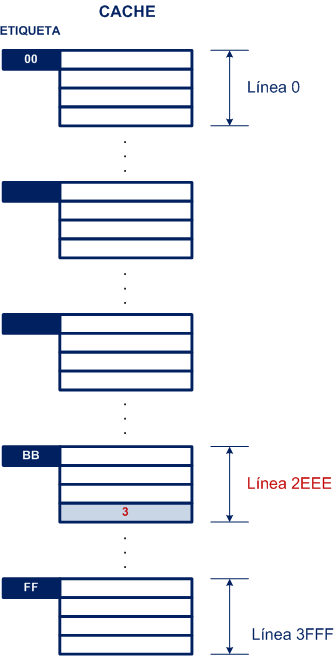 CACHE
ETIQUETA
00
Línea 0
BB
Línea 2EEE
3
FF
Línea 3FFF